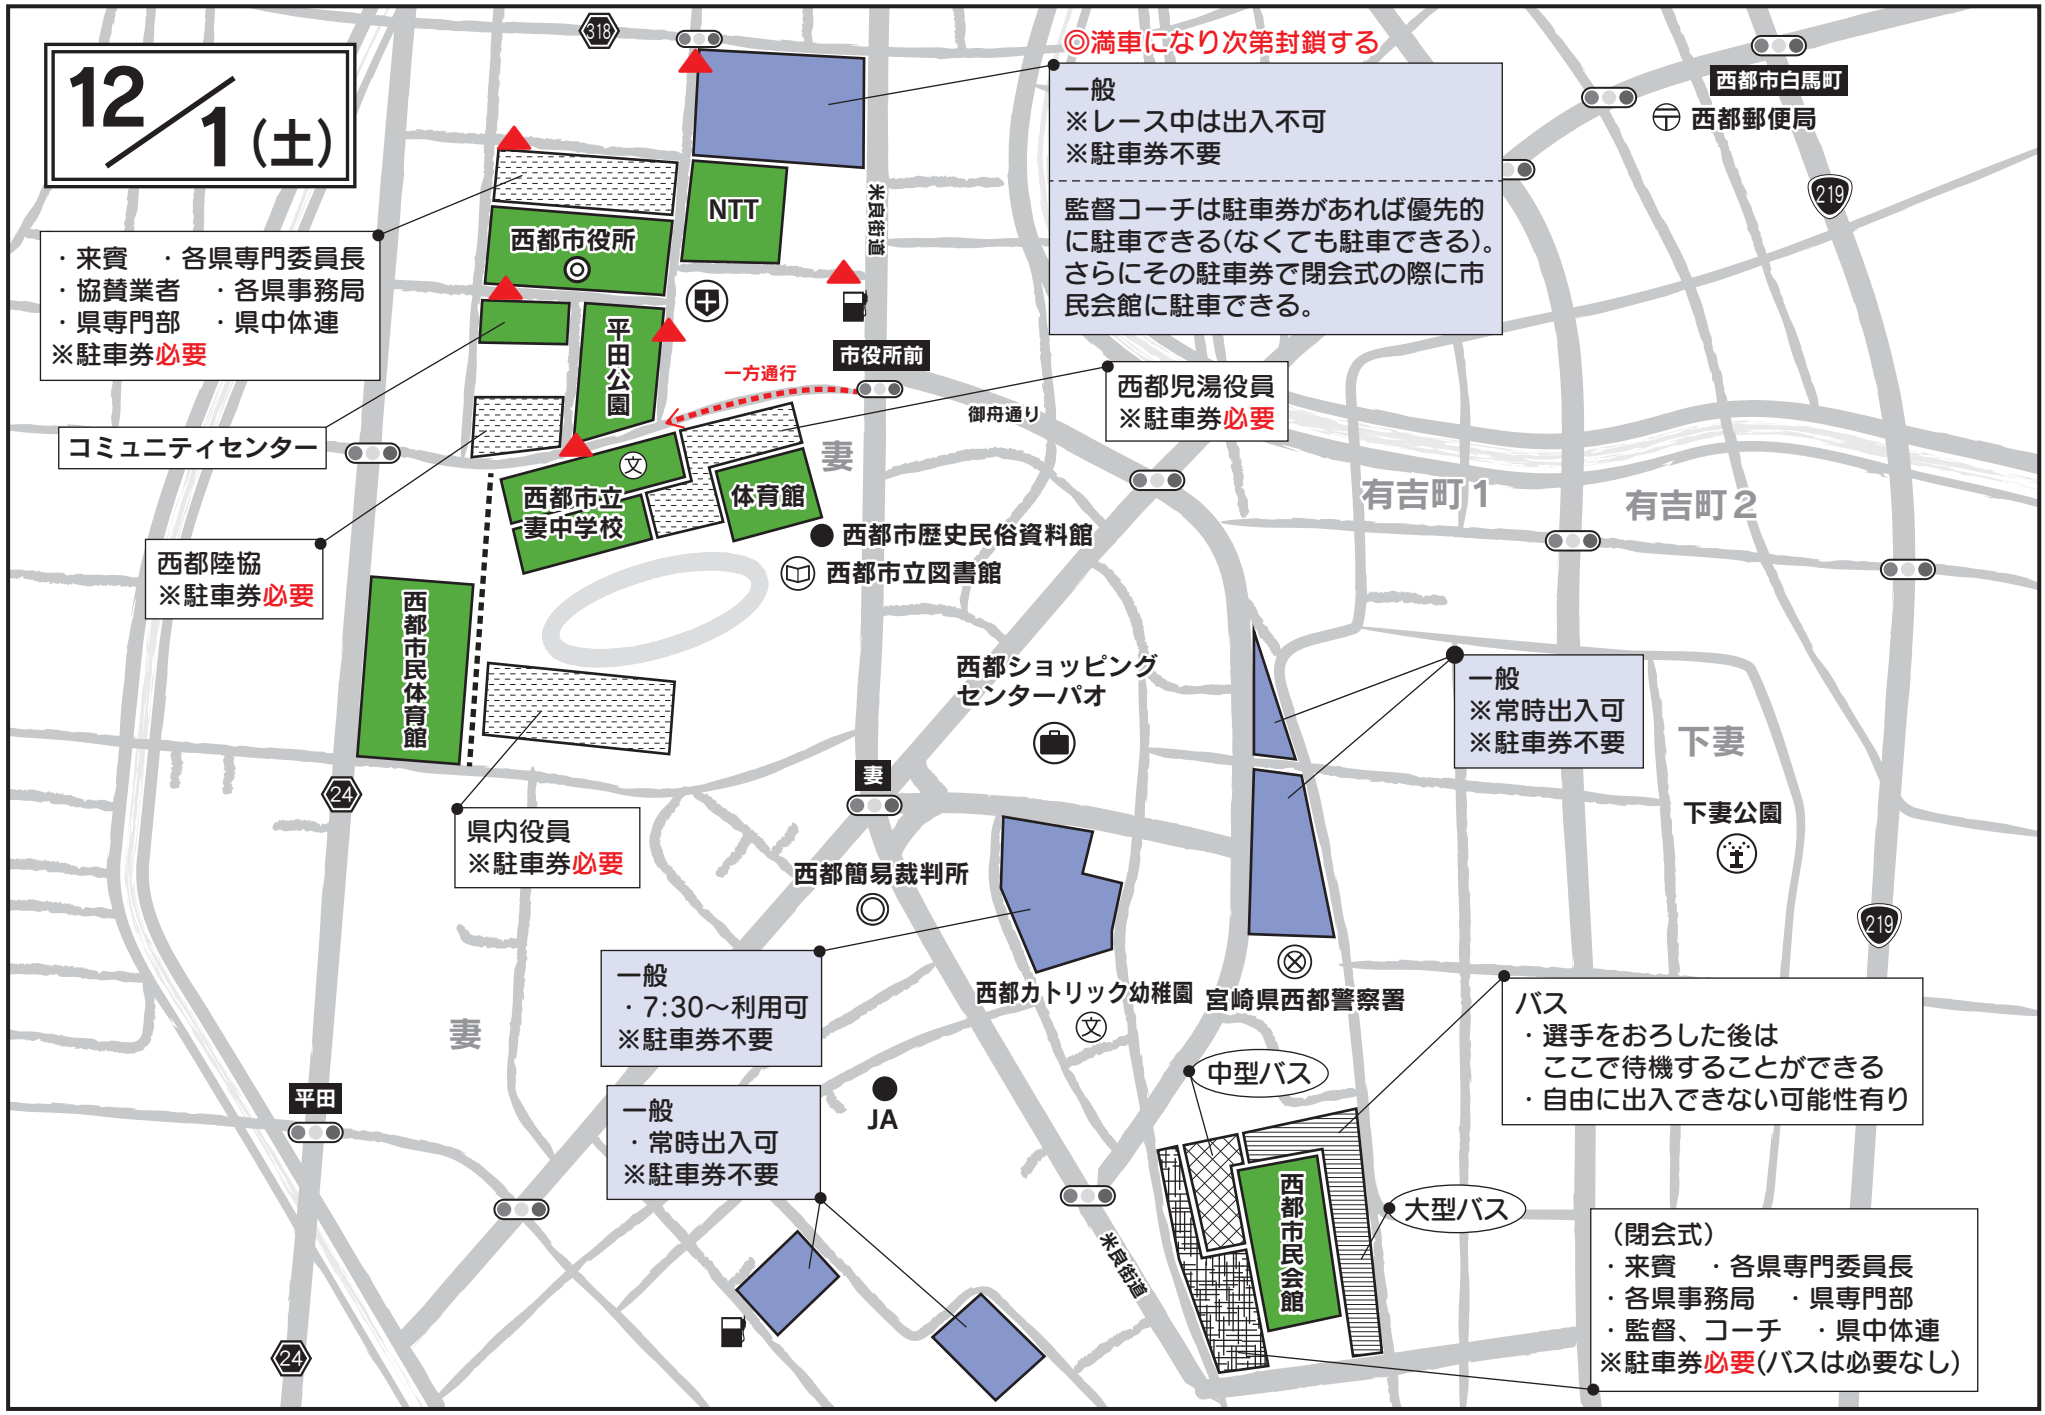 12/1(土)
318
◎満車になり次第封鎖する
一般
※レース中は出入不可
※駐車券不要
監督コーチは駐車券があれば優先的
に駐車できる(なくても駐車できる)。
さらにその駐車券で閉会式の際に市
民会館に駐車できる。
西都市白馬町
西都郵便局
219
米良街道
NTT
西都市役所
・来賓 ・各県専門委員長
・協賛業者 ・各県事務局
・県専門部 ・県中体連
※駐車券必要
平田公園
市役所前
一方通行
御舟通り
西都児湯役員
※駐車券必要
コミュニティセンター
妻
文
西都市立
妻中学校
体育館
有吉町1
有吉町2
西都市歴史民俗資料館
西都市立図書館
西都陸協
※駐車券必要
西都市民体育館
西都ショッピング
センターパオ
一般
※常時出入可
※駐車券不要
下妻
下妻公園
24
妻
県内役員
※駐車券必要
西都簡易裁判所
219
一般
・7:30～利用可
※駐車券不要
西都カトリック幼稚園
文
宮崎県西都警察署
バス
・選手をおろした後は
ここで待機することができる
・自由に出入できない可能性有り
妻
中型バス
平田
一般
・常時出入可
※駐車券不要
JA
大型バス
西都市民会館
米良街道
(閉会式)
・来賓 ・各県専門委員長
・各県事務局 ・県専門部
・監督、コーチ ・県中体連
※駐車券必要(バスは必要なし)
24